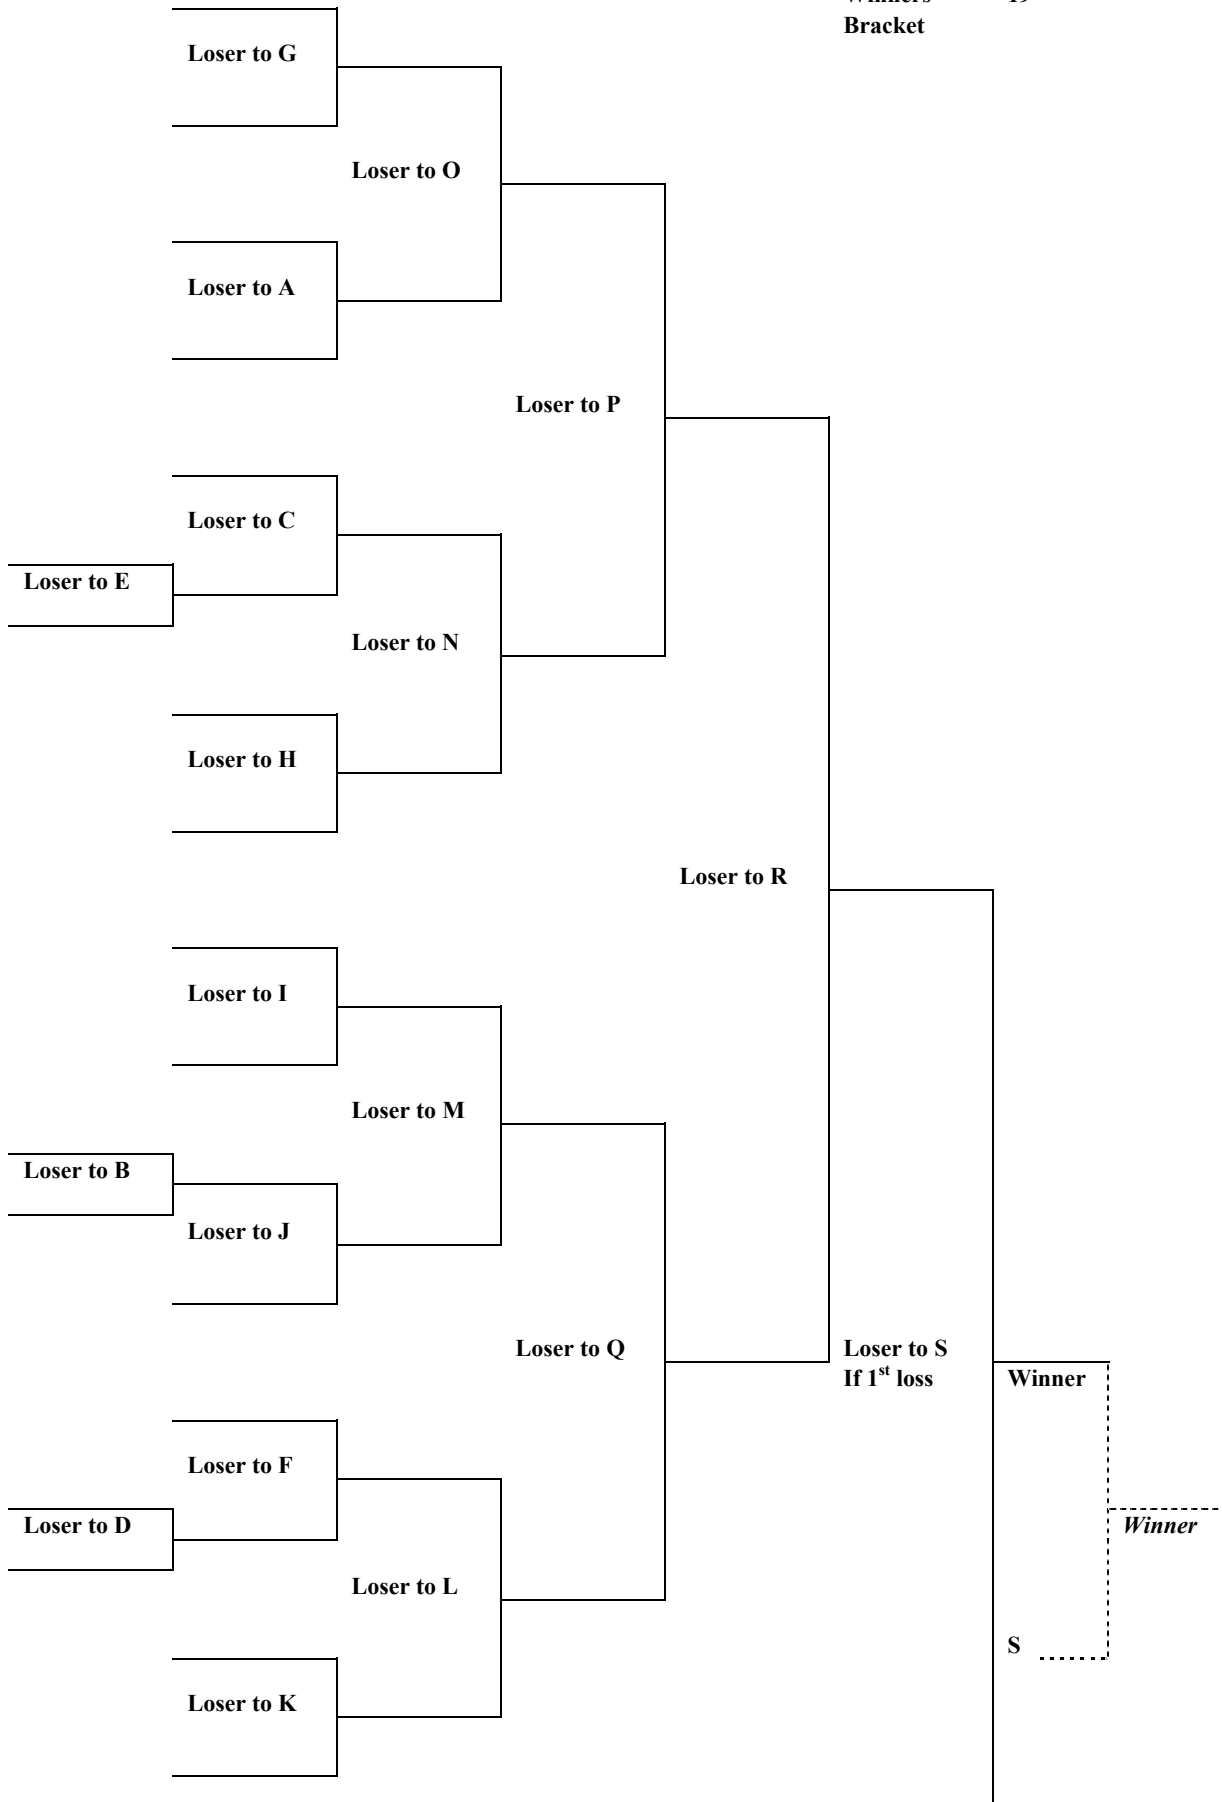 Bracket
Loser to G
Loser to O
Loser to A
Loser to P
Loser to C
Loser to E
Loser to N
Loser to H
Loser to R
Loser to I
Loser to M
Loser to B
Loser to J
Loser to Q
Loser to S
If 1st loss
Winner
Loser to F
Loser to D
Winner
Loser to L
S
Loser to K